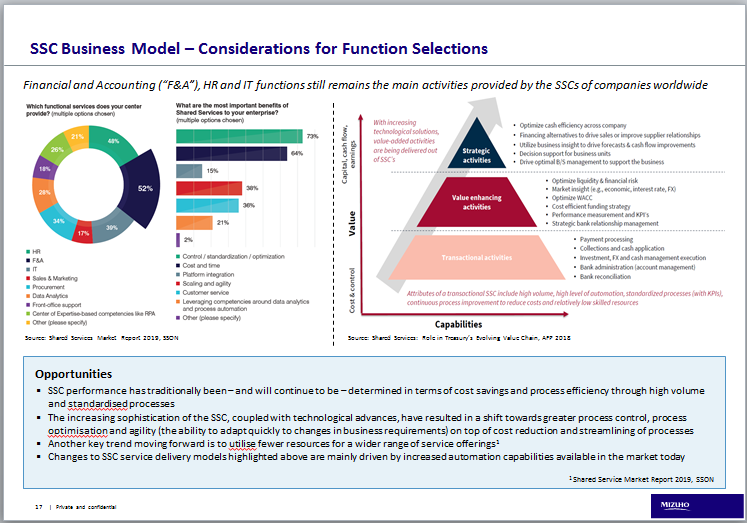 SSC Business Model – Considerations for Function Selections
Financial and Accounting (“F&A”), HR and IT functions still remains the main activities provided by the SSCs of companies worldwide
Which functional services does your center
provide? (multiple options chosen)
21%
48%
26%
18%
52%
28%
34%
17%
39%
HR
F&A
IT
Sales & Marketing
Procurement
Data Analytics
Front-office support
Center of Expertise-based competencies like RPA
Other (please specify)
Source: Shared Services Market Report 2019, SSON
What are the most important benefits of
Shared Services to your enterprise?
(multiple options chosen)
73%
64%
15%
38%
36%
21%
2%
Control / standardization / optimization
Cost and time
Platform integration
Scaling and agility
Customer service
Leveraging competencies around data analytics
and process automation
Other (please specify)
Capital, cash flow,
earnings
Value
Cost & control
With increasing
technological solutions,
value-added activities
are being delivered out
of SSC's
Strategic
activities
Optimize cash efficiency across company
Financing alternatives to drive sales or improve supplier relationships
Utilize business insight to drive forecasts & cash flow improvements
Decision support for business units
Drive optimal B/S management to support the business
Value enhancing
activities
Optimize liquidity & financial risk
Market insight (e.g., economic, interest rate, FX)
Optimize WACC
Cost efficient funding strategy
Performance measurement and KPI's
Strategic bank relationship management
Transactional activities
Payment processing
Collections and cash application
Investment, FX and cash management execution
Bank administration (account management)
Bank reconciliation
Attributes of a transactional SSC include high volume, high level of automation, standardized processes (with KPIs),
continuous process improvement to reduce costs and relatively low skilled resources
Capabilities
Source: Shared Services: Role in Treasury's Evolving Value Chain, AFP 2018
Opportunities
SSC performance has traditionally been – and will continue to be – determined in terms of cost savings and process efficiency through high volume
and standardised processes
The increasing sophistication of the SSC, coupled with technological advances, have resulted in a shift towards greater process control, process
optimisation and agility (the ability to adapt quickly to changes in business requirements) on top of cost reduction and streamlining of processes
Another key trend moving forward is to utilise fewer resources for a wider range of service offerings¹
Changes to SSC service delivery models highlighted above are mainly driven by increased automation capabilities available in the market today
¹ Shared Service Market Report 2019, SSON
17 | Private and confidential
MIZUHO